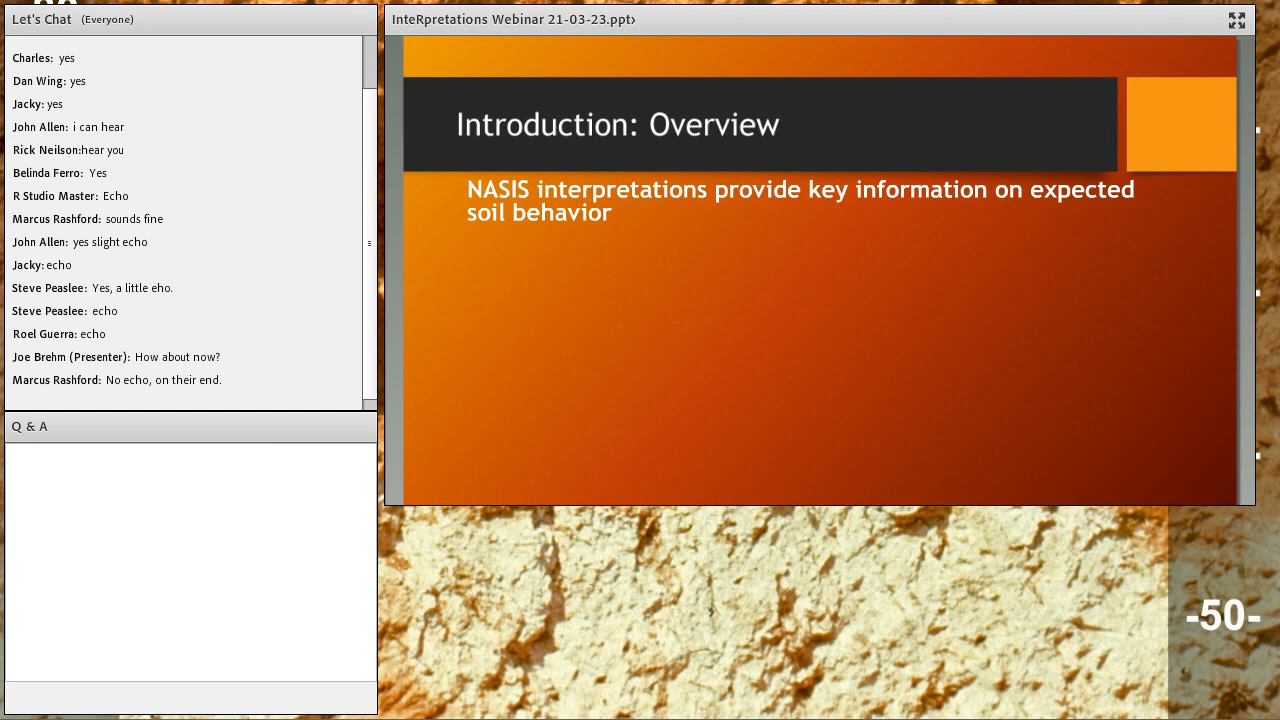 Let's Chat (Everyone)
Charles: yes
Dan Wing: yes
Jacky: yes
John Allen: i can hear
Rick Neilson:hear you
Belinda Ferro: Yes
R Studio Master: Echo
Marcus Rashford: sounds fine
John Allen: yes slight echo
Jacky: echo
Steve Peaslee: Yes, a little eho.
Steve Peaslee: echo
Roel Guerra: echo
Joe Brehm (Presenter): How about now?
Marcus Rashford: No echo, on their end.
Q & A
InteRpretations Webinar 21-03-23.ppt›
Introduction: Overview
NASIS interpretations provide key information on expected
soil behavior
-50-